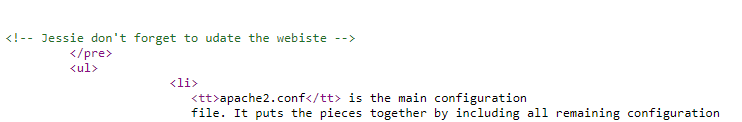 <!-- Jessie don't forget to udate the webiste -->
</pre>
<ul>
<li>
<tt>apache2.conf</tt> is the main configuration
file. It puts the pieces together by including all remaining configuration